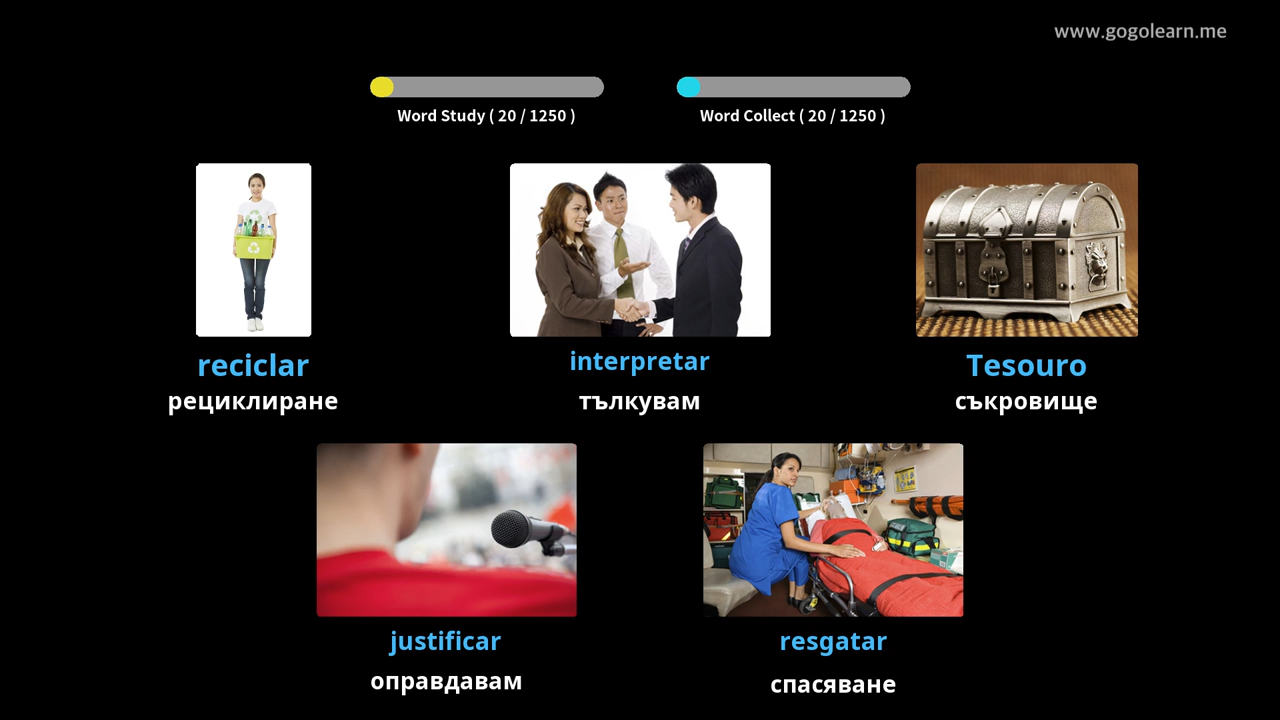 www.gogolearn.me
Word Study ( 20 / 1250 )
Word Collect ( 20 / 1250 )
reciclar
рециклиране
interpretar
тълкувам
Tesouro
съкровище
justificar
оправдавам
resgatar
спасяване